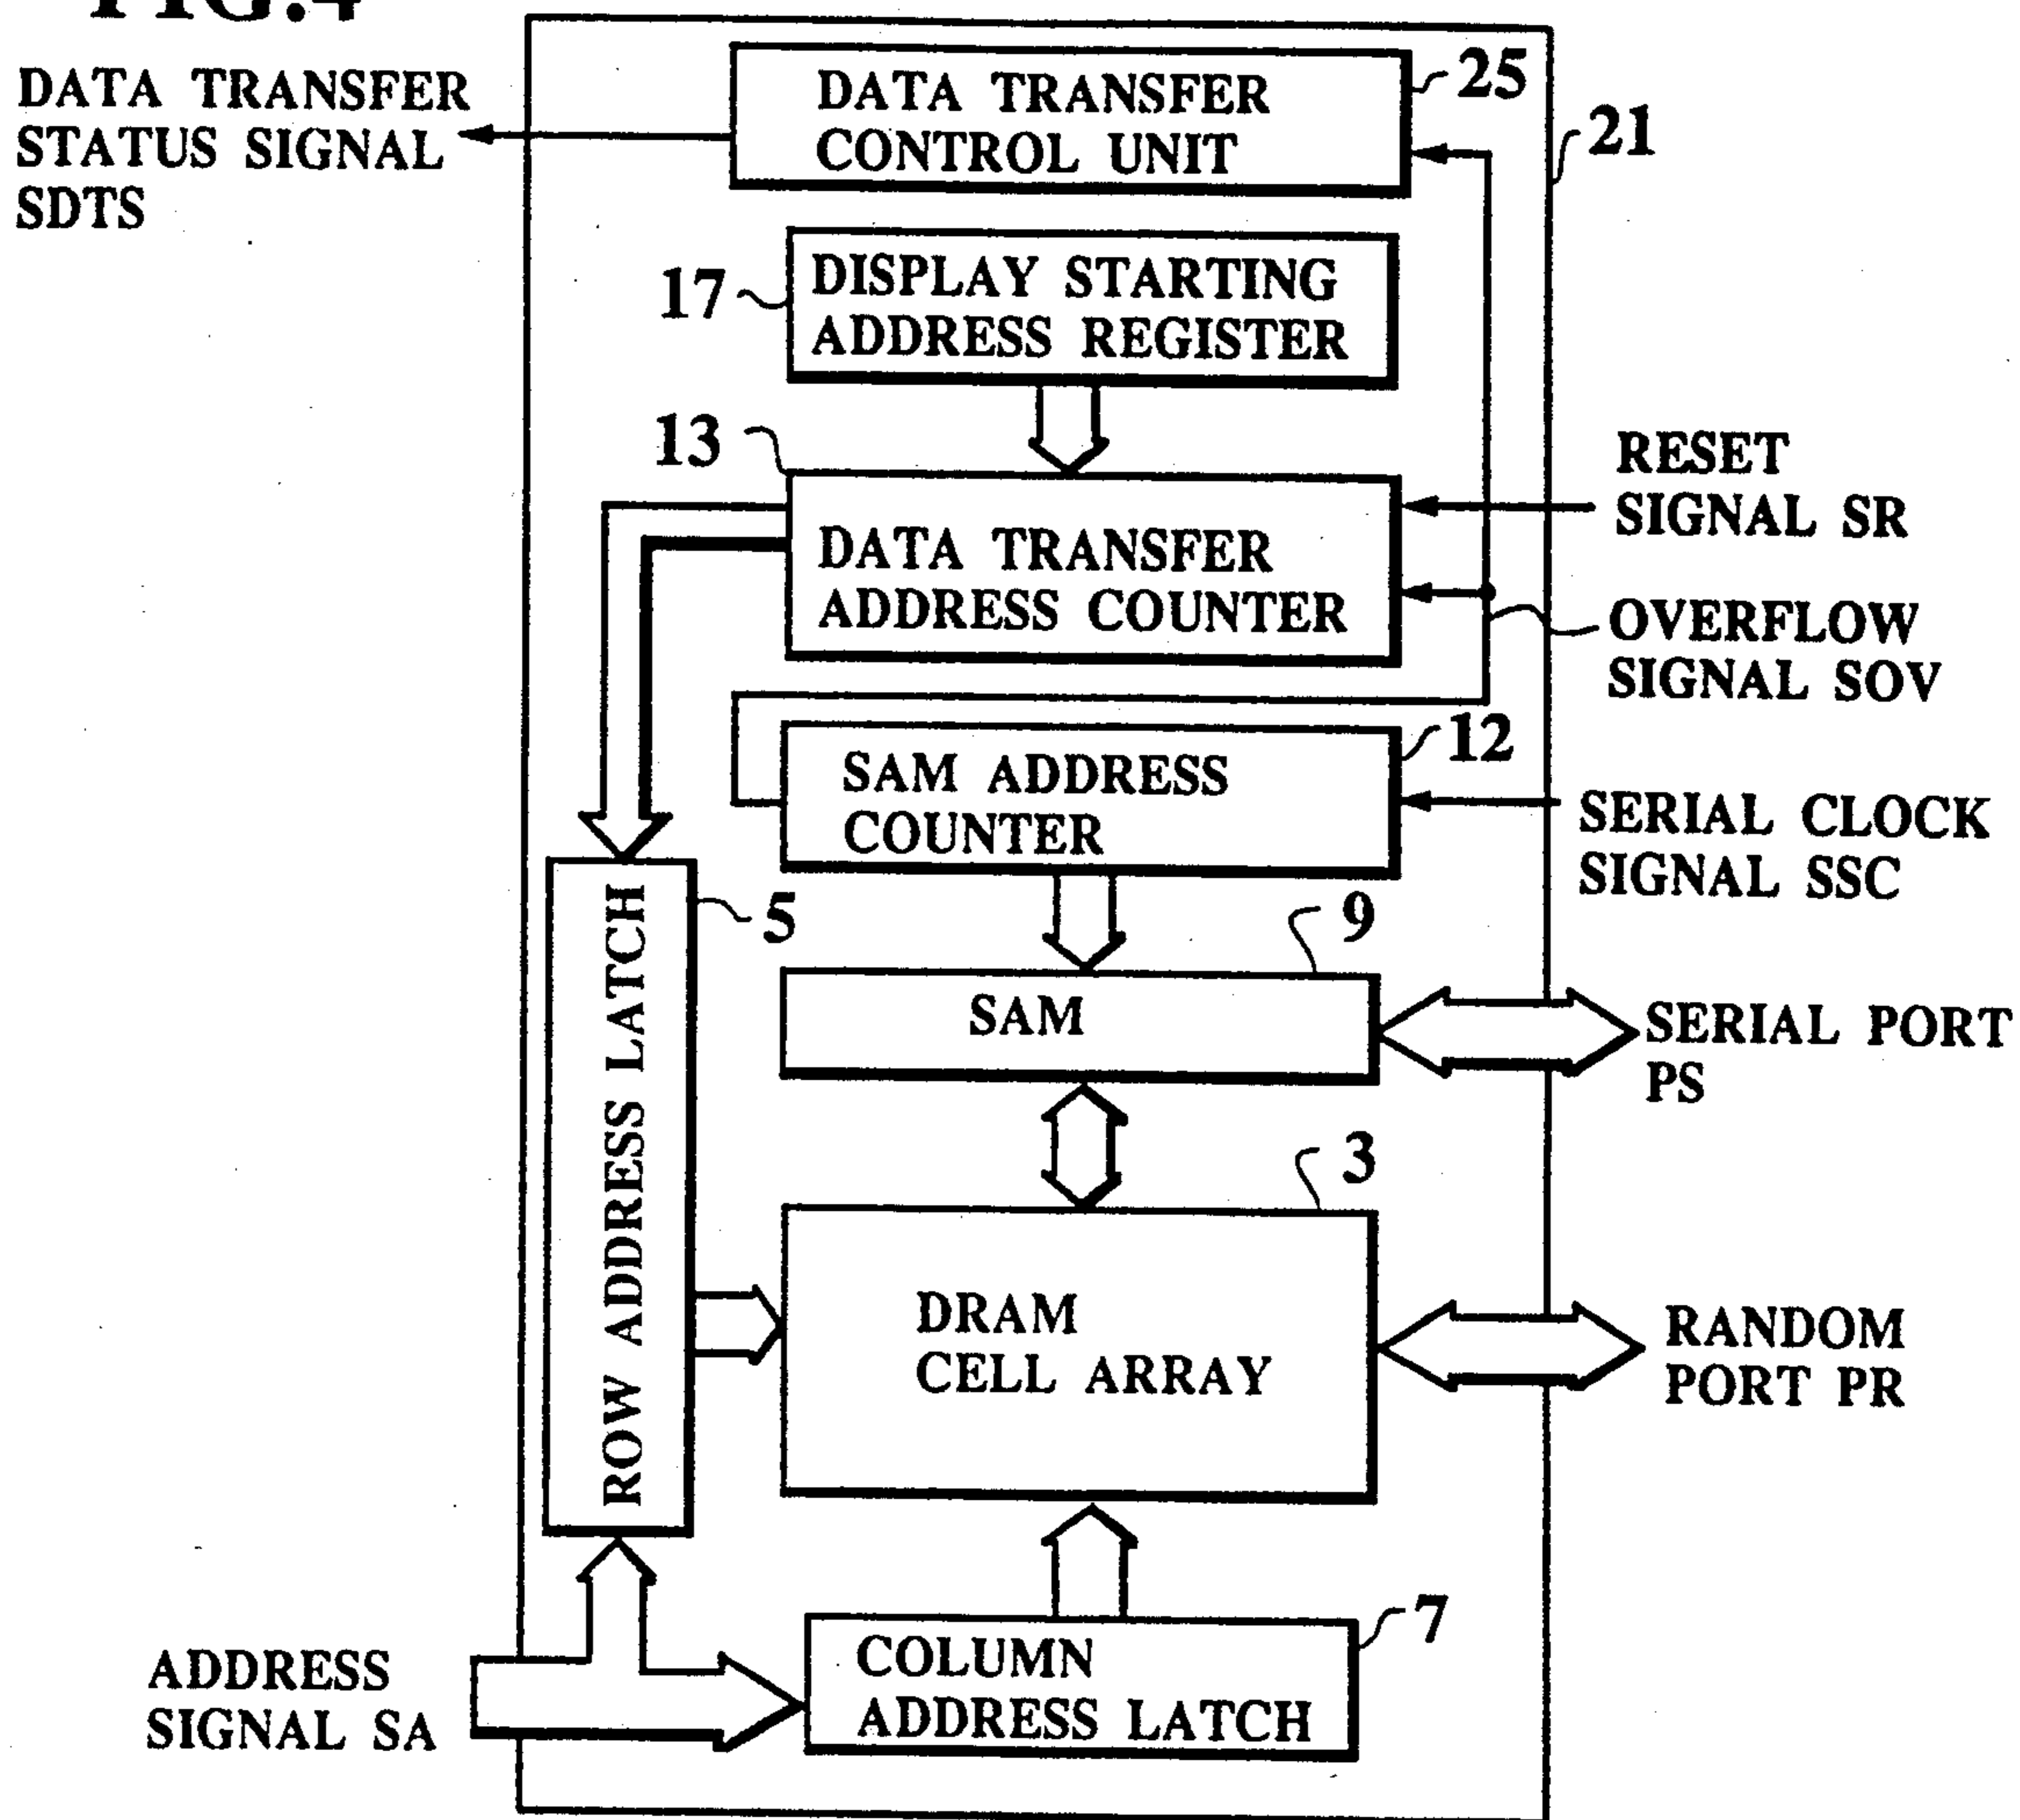 FIG.4
DATA TRANSFER
STATUS SIGNAL
SDTS
DATA TRANSFER
CONTROL UNIT
25
21
17
DISPLAY STARTING
ADDRESS REGISTER
13
DATA TRANSFER
ADDRESS COUNTER
RESET
SIGNAL SR
OVERFLOW
SIGNAL SOV
12
SAM ADDRESS
COUNTER
SERIAL CLOCK
SIGNAL SSC
ROW ADDRESS LATCH
5
9
SAM
SERIAL PORT
PS
3
DRAM
CELL ARRAY
RANDOM
PORT PR
7
COLUMN
ADDRESS LATCH
ADDRESS
SIGNAL SA